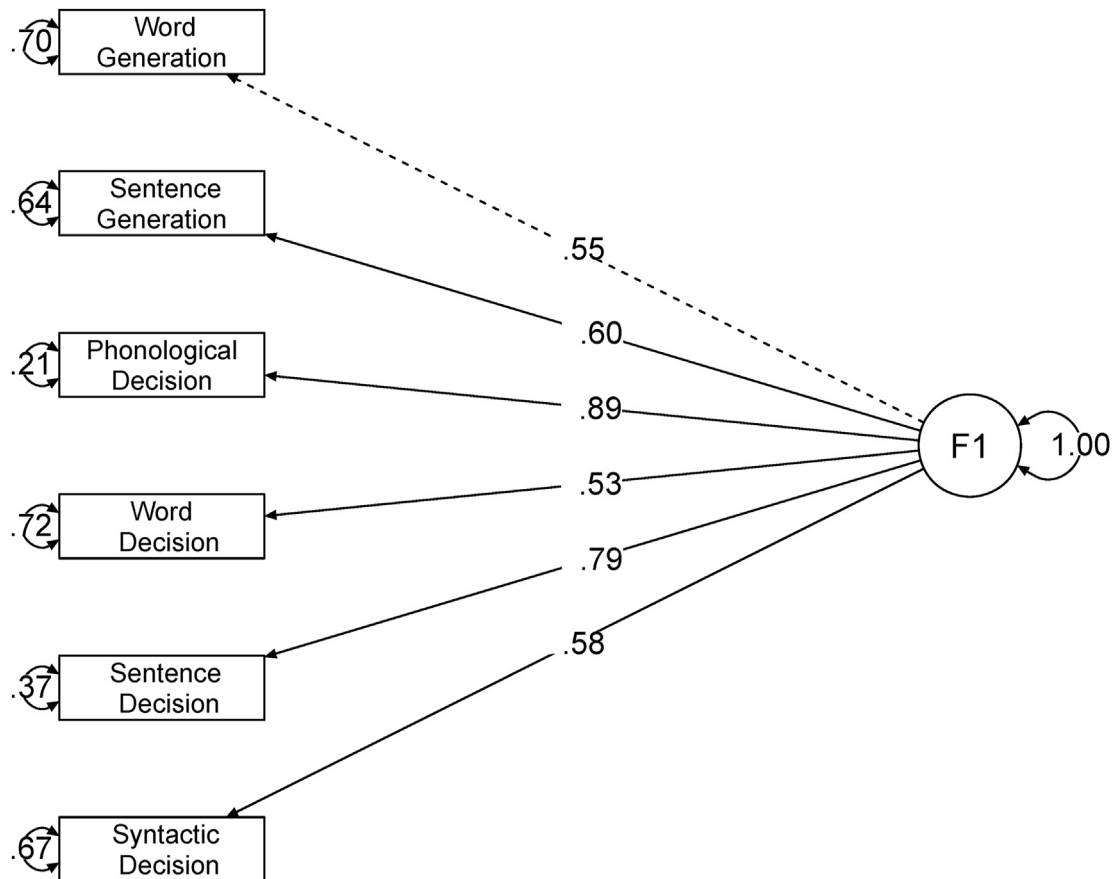 .70
Word
Generation
.55
.64
Sentence
Generation
.60
.21
Phonological
Decision
.89
F1
1.00
.72
Word
Decision
.53
.79
.37
Sentence
Decision
.58
.67
Syntactic
Decision